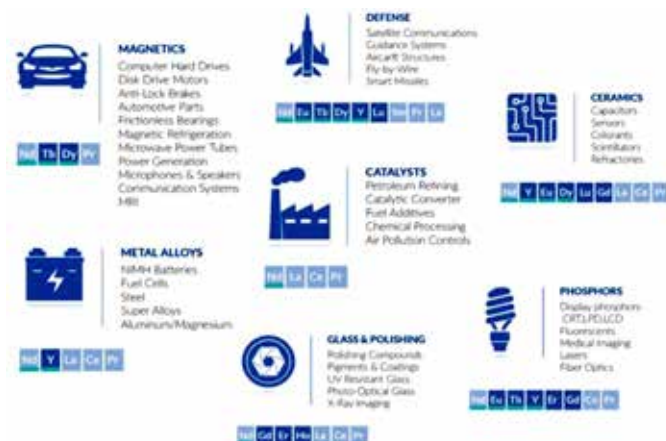 MAGNETICS
Computer Hard Drives
Disk Drive Motors
Anti-Lock Brakes
Automotive Parts
Frictionless Bearings
Magnetic Refrigeration
Microwave Power Tubes
Power Generation
Microphones & Speakers
Communication Systems
MRI
Nd Tb Dy Pr
DEFENSE
Satellite Communications
Guidance Systems
Aircraft Structures
Fly-by-Wire
Smart Missiles
Nd Eu Tb Dy Y Lu Sm Pr La
CERAMICS
Capacitors
Sensors
Colorants
Scintillators
Refractories
Nd Y Eu Dy Lu Gd La Ce Pr
CATALYSTS
Petroleum Refining
Catalytic Converter
Fuel Additives
Chemical Processing
Air Pollution Controls
Nd La Ce Pr
METAL ALLOYS
NiMH Batteries
Fuel Cells
Steel
Super Alloys
Aluminum/Magnesium
Nd Y La Ce Pr
GLASS & POLISHING
Polishing Compounds
Pigments & Coatings
UV Resistant Glass
Photo-Optical Glass
X-Ray Imaging
Nd Gd Er Ho La Ce Pr
PHOSPHORS
Display phosphors
CRT,LPD,LCD
Fluorescents
Medical Imaging
Lasers
Fiber Optics
Nd Eu Tb Y Er Gd Ce Pr